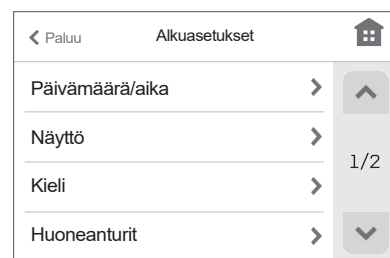 Paluu
Alkuasetukset
Päivämäärä/aika
Näyttö
1/2
Kieli
Huoneanturit